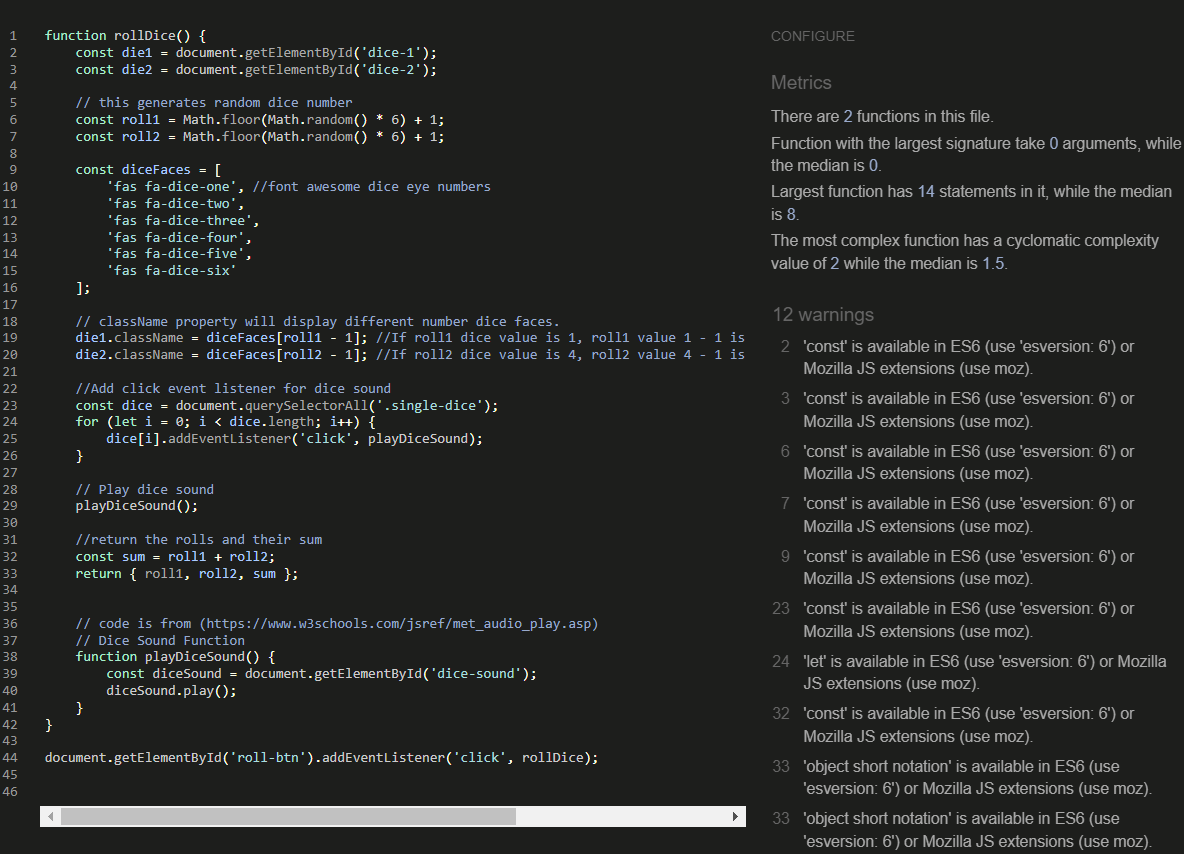 1 function rollDice() {
2     const die1 = document.getElementById('dice-1');
3     const die2 = document.getElementById('dice-2');
4
5     // this generates random dice number
6     const roll1 = Math.floor(Math.random() * 6) + 1;
7     const roll2 = Math.floor(Math.random() * 6) + 1;
8
9     const diceFaces = [
10         'fas fa-dice-one', //font awesome dice eye numbers
11         'fas fa-dice-two',
12         'fas fa-dice-three',
13         'fas fa-dice-four',
14         'fas fa-dice-five',
15         'fas fa-dice-six'
16     ];
17
18     // className property will display different number dice faces.
19     die1.className = diceFaces[roll1 - 1]; //If roll1 dice value is 1, roll1 value 1 - 1 is
20     die2.className = diceFaces[roll2 - 1]; //If roll2 dice value is 4, roll2 value 4 - 1 is
21
22     //Add click event listener for dice sound
23     const dice = document.querySelectorAll('.single-dice');
24     for (let i = 0; i < dice.length; i++) {
25         dice[i].addEventListener('click', playDiceSound);
26     }
27
28     // Play dice sound
29     playDiceSound();
30
31     //return the rolls and their sum
32     const sum = roll1 + roll2;
33     return { roll1, roll2, sum };
34
35
36     // code is from (https://www.w3schools.com/jsref/met_audio_play.asp)
37     // Dice Sound Function
38     function playDiceSound() {
39         const diceSound = document.getElementById('dice-sound');
40         diceSound.play();
41     }
42 }
43
44 document.getElementById('roll-btn').addEventListener('click', rollDice);
45
46
CONFIGURE
Metrics
There are 2 functions in this file.
Function with the largest signature take 0 arguments, while
the median is 0.
Largest function has 14 statements in it, while the median
is 8.
The most complex function has a cyclomatic complexity
value of 2 while the median is 1.5.
12 warnings
2 'const' is available in ES6 (use 'esversion: 6') or
Mozilla JS extensions (use moz).
3 'const' is available in ES6 (use 'esversion: 6') or
Mozilla JS extensions (use moz).
6 'const' is available in ES6 (use 'esversion: 6') or
Mozilla JS extensions (use moz).
7 'const' is available in ES6 (use 'esversion: 6') or
Mozilla JS extensions (use moz).
9 'const' is available in ES6 (use 'esversion: 6') or
Mozilla JS extensions (use moz).
23 'const' is available in ES6 (use 'esversion: 6') or
Mozilla JS extensions (use moz).
24 'let' is available in ES6 (use 'esversion: 6') or Mozilla
JS extensions (use moz).
32 'const' is available in ES6 (use 'esversion: 6') or
Mozilla JS extensions (use moz).
33 'object short notation' is available in ES6 (use
'esversion: 6') or Mozilla JS extensions (use moz).
33 'object short notation' is available in ES6 (use
'esversion: 6') or Mozilla JS extensions (use moz).